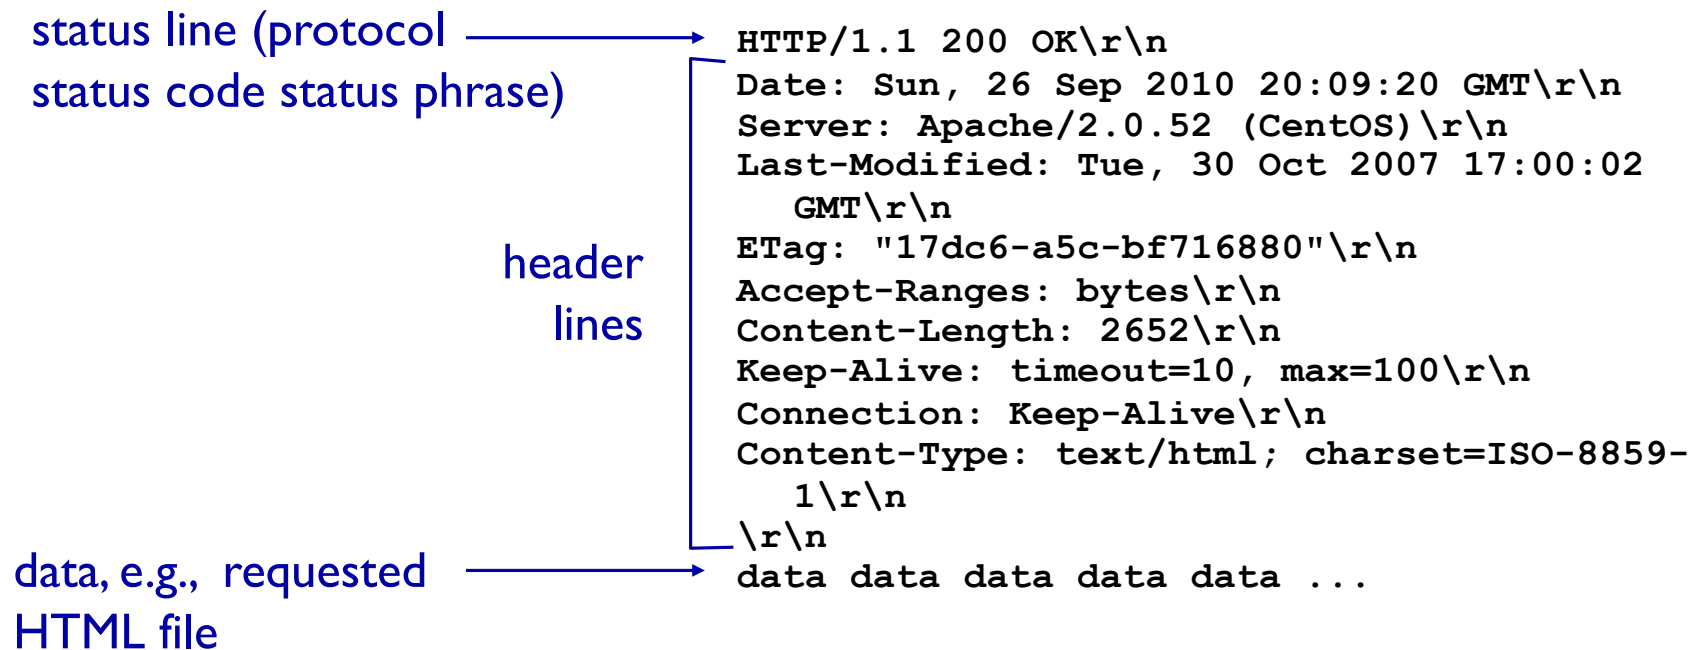 status line (protocol
status code status phrase)
header
lines
data, e.g., requested
HTML file
HTTP/1.1 200 OK\r\n
Date: Sun, 26 Sep 2010 20:09:20 GMT\r\n
Server: Apache/2.0.52 (CentOS)\r\n
Last-Modified: Tue, 30 Oct 2007 17:00:02
GMT\r\n
ETag: "17dc6-a5c-bf716880"\r\n
Accept-Ranges: bytes\r\n
Content-Length: 2652\r\n
Keep-Alive: timeout=10, max=100\r\n
Connection: Keep-Alive\r\n
Content-Type: text/html; charset=ISO-8859-
1\r\n
\r\n
data data data data data ...